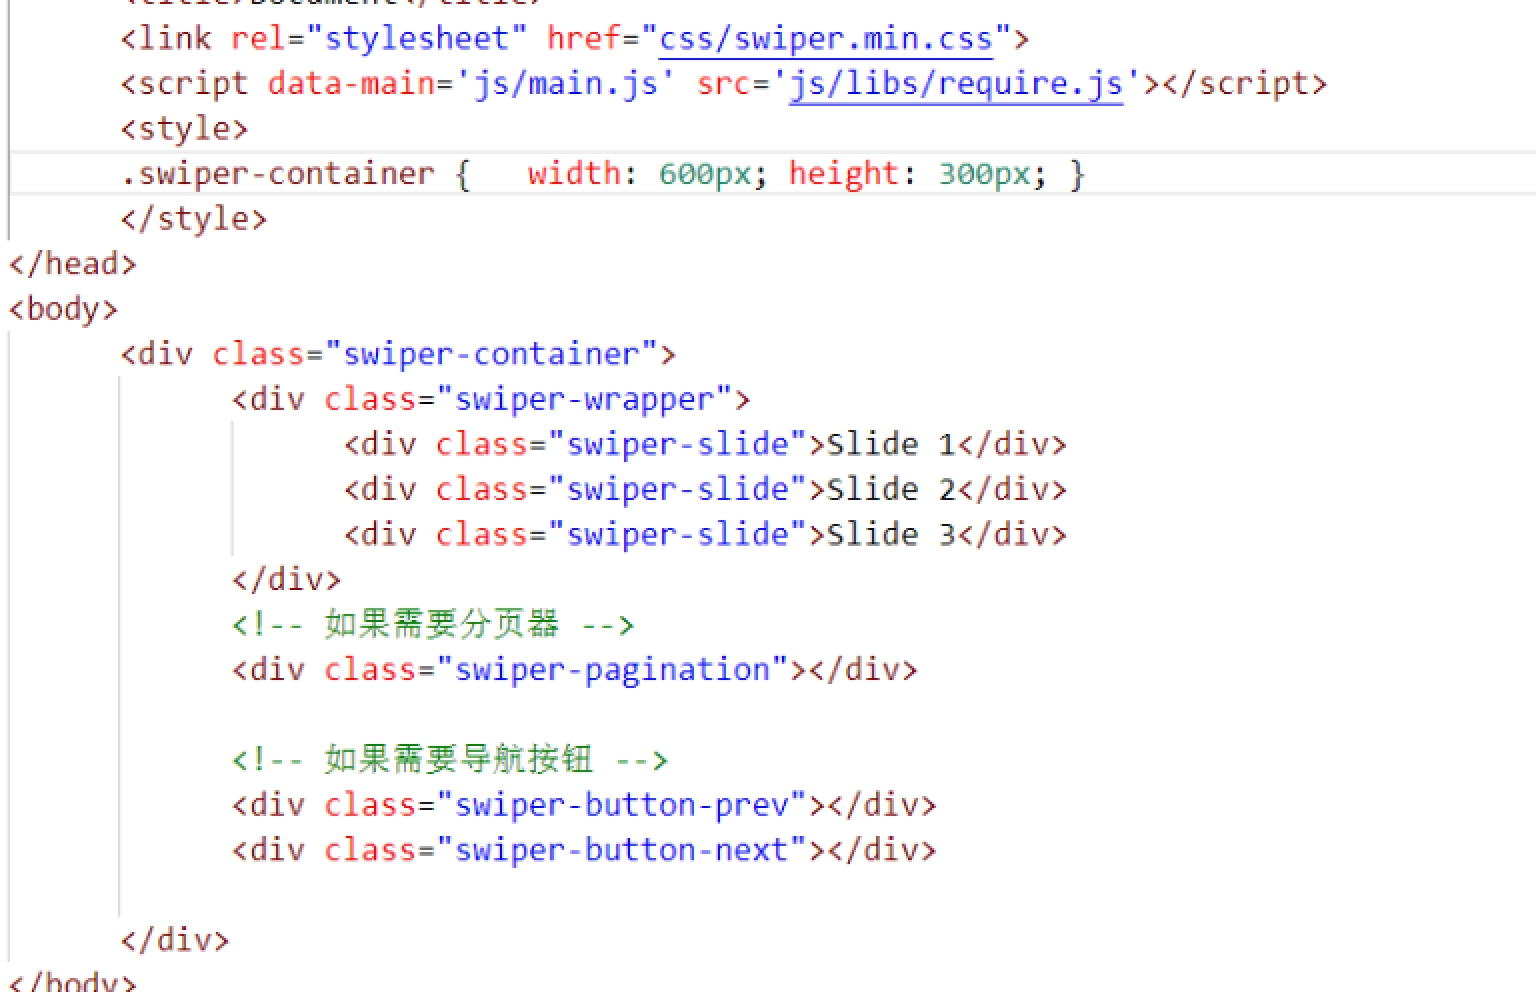 <title>Document</title>
<link rel="stylesheet" href="css/swiper.min.css">
<script data-main='js/main.js' src='js/libs/require.js'></script>
<style>
.swiper-container {   width: 600px; height: 300px; }
</style>
</head>
<body>
<div class="swiper-container">
<div class="swiper-wrapper">
<div class="swiper-slide">Slide 1</div>
<div class="swiper-slide">Slide 2</div>
<div class="swiper-slide">Slide 3</div>
</div>
<!-- 如果需要分页器 -->
<div class="swiper-pagination"></div>
<!-- 如果需要导航按钮 -->
<div class="swiper-button-prev"></div>
<div class="swiper-button-next"></div>
</div>
</body>